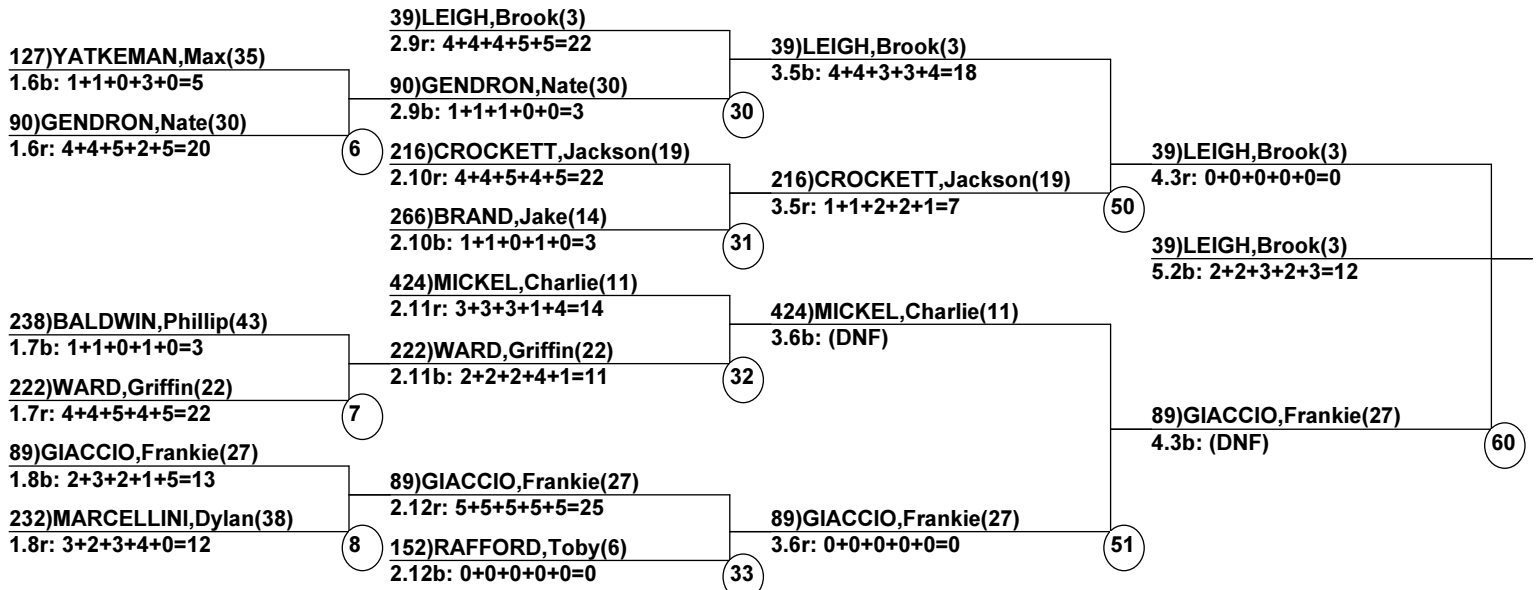 127)YATKEMAN,Max(35)
1.6b: 1+1+0+3+0=5
90)GENDRON,Nate(30)
1.6r: 4+4+5+2+5=20
6
238)BALDWIN,Phillip(43)
1.7b: 1+1+0+1+0=3
222)WARD,Griffin(22)
1.7r: 4+4+5+4+5=22
7
89)GIACCIO,Frankie(27)
1.8b: 2+3+2+1+5=13
232)MARCELLINI,Dylan(38)
1.8r: 3+2+3+4+0=12
8
39)LEIGH,Brook(3)
2.9r: 4+4+4+5+5=22
90)GENDRON,Nate(30)
2.9b: 1+1+1+0+0=3
30
216)CROCKETT,Jackson(19)
2.10r: 4+4+5+4+5=22
266)BRAND,Jake(14)
2.10b: 1+1+0+1+0=3
31
424)MICKEL,Charlie(11)
2.11r: 3+3+3+1+4=14
222)WARD,Griffin(22)
2.11b: 2+2+2+4+1=11
32
89)GIACCIO,Frankie(27)
2.12r: 5+5+5+5+5=25
152)RAFFORD,Toby(6)
2.12b: 0+0+0+0+0=0
33
39)LEIGH,Brook(3)
3.5b: 4+4+3+3+4=18
216)CROCKETT,Jackson(19)
3.5r: 1+1+2+2+1=7
50
424)MICKEL,Charlie(11)
3.6b: (DNF)
89)GIACCIO,Frankie(27)
3.6r: 0+0+0+0+0=0
51
39)LEIGH,Brook(3)
4.3r: 0+0+0+0+0=0
39)LEIGH,Brook(3)
5.2b: 2+2+3+2+3=12
89)GIACCIO,Frankie(27)
4.3b: (DNF)
60